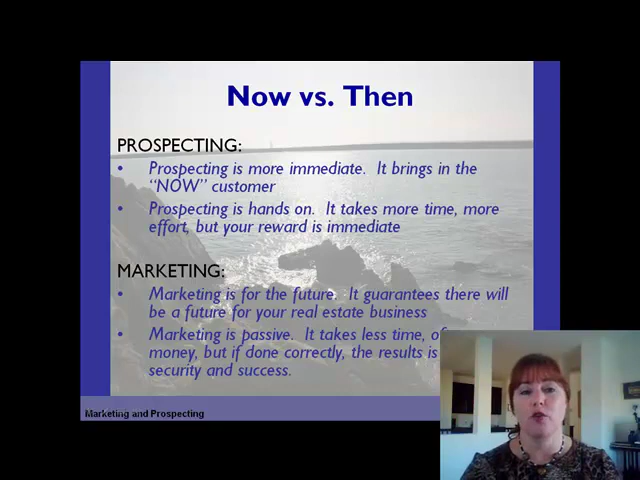 Now vs. Then
PROSPECTING:
• Prospecting is more immediate. It brings in the
"NOW" customer
• Prospecting is hands on. It takes more time, more
effort, but your reward is immediate
MARKETING:
• Marketing is for the future. It guarantees there will
be a future for your real estate business
• Marketing is passive. It takes less time,
money, but if done correctly, the results is
security and success.
Marketing and Prospecting